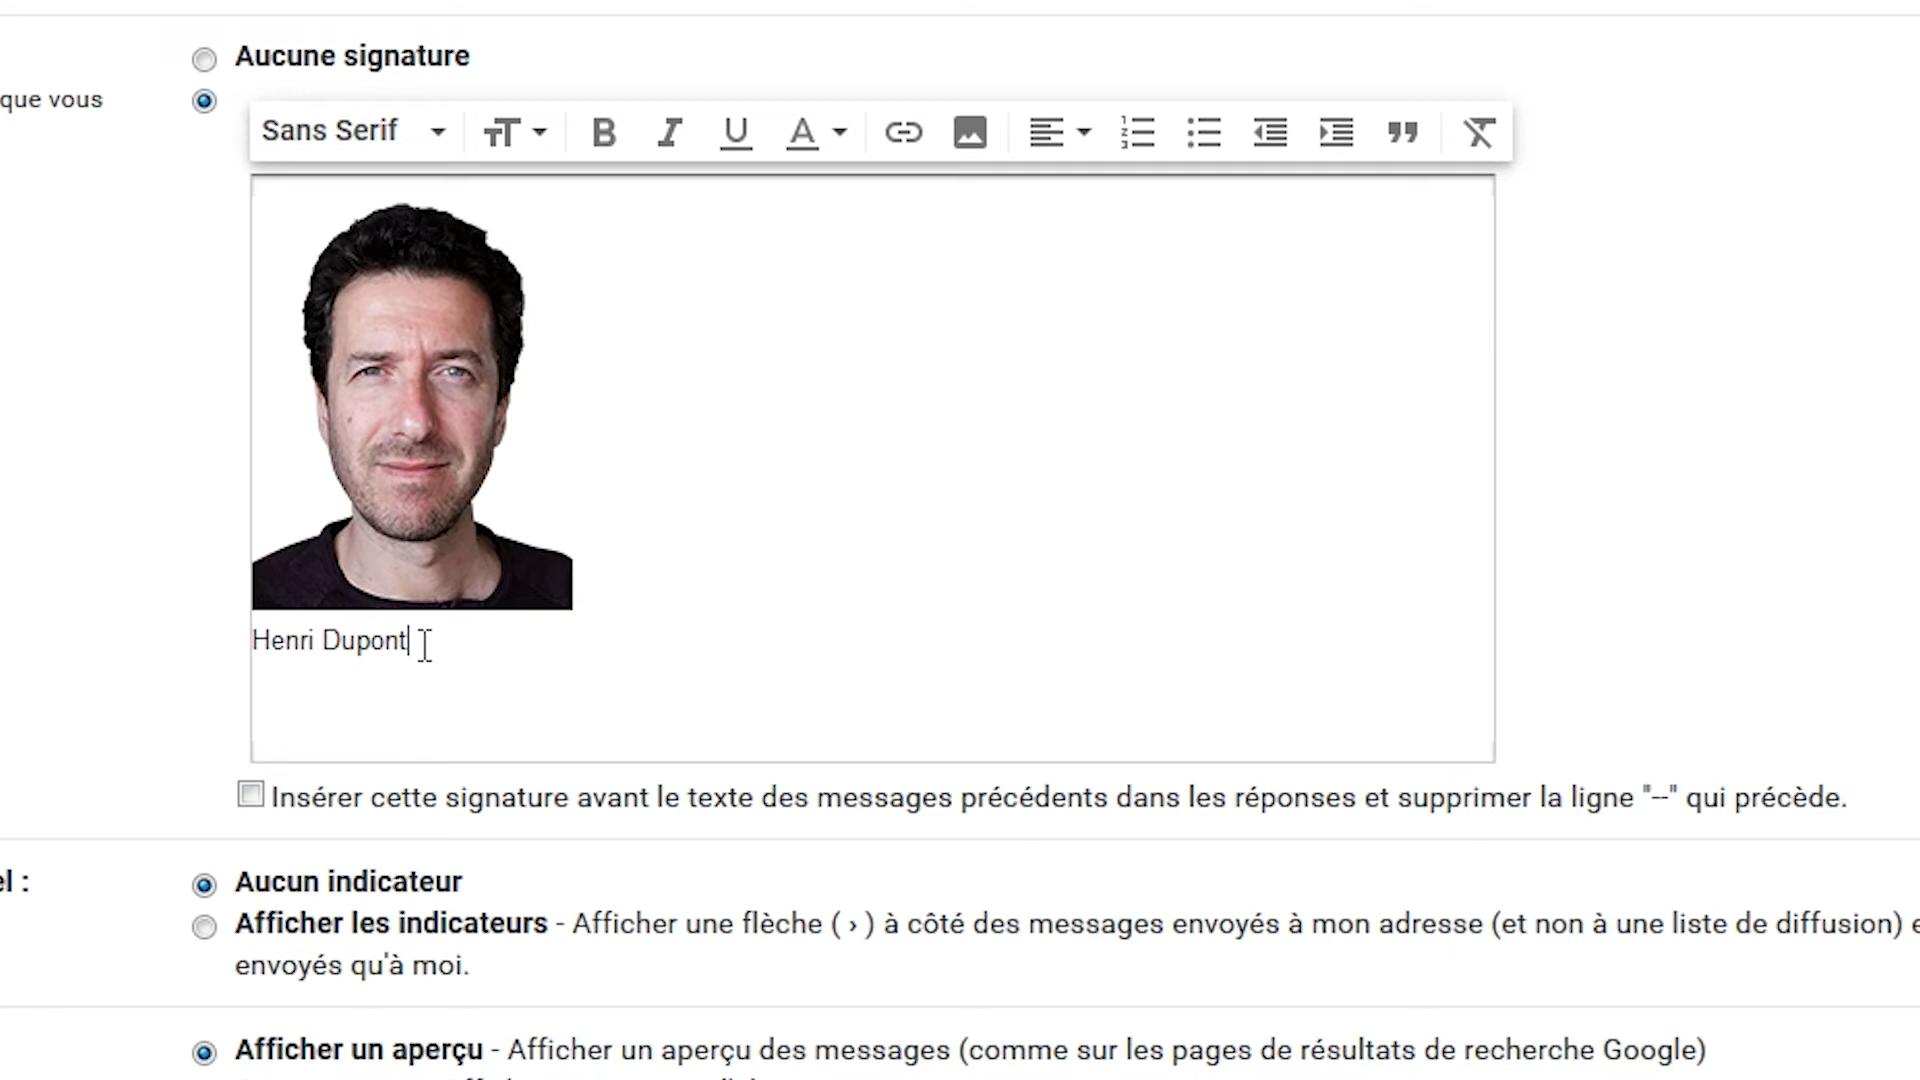 Aucune signature
que vous
Sans Serif
Henri Dupont
Insérer cette signature avant le texte des messages précédents dans les réponses et supprimer la ligne "--" qui précède.
el :
Aucun indicateur
Afficher les indicateurs - Afficher une flèche ( › ) à côté des messages envoyés à mon adresse (et non à une liste de diffusion) e
envoyés qu'à moi.
Afficher un aperçu - Afficher un aperçu des messages (comme sur les pages de résultats de recherche Google)